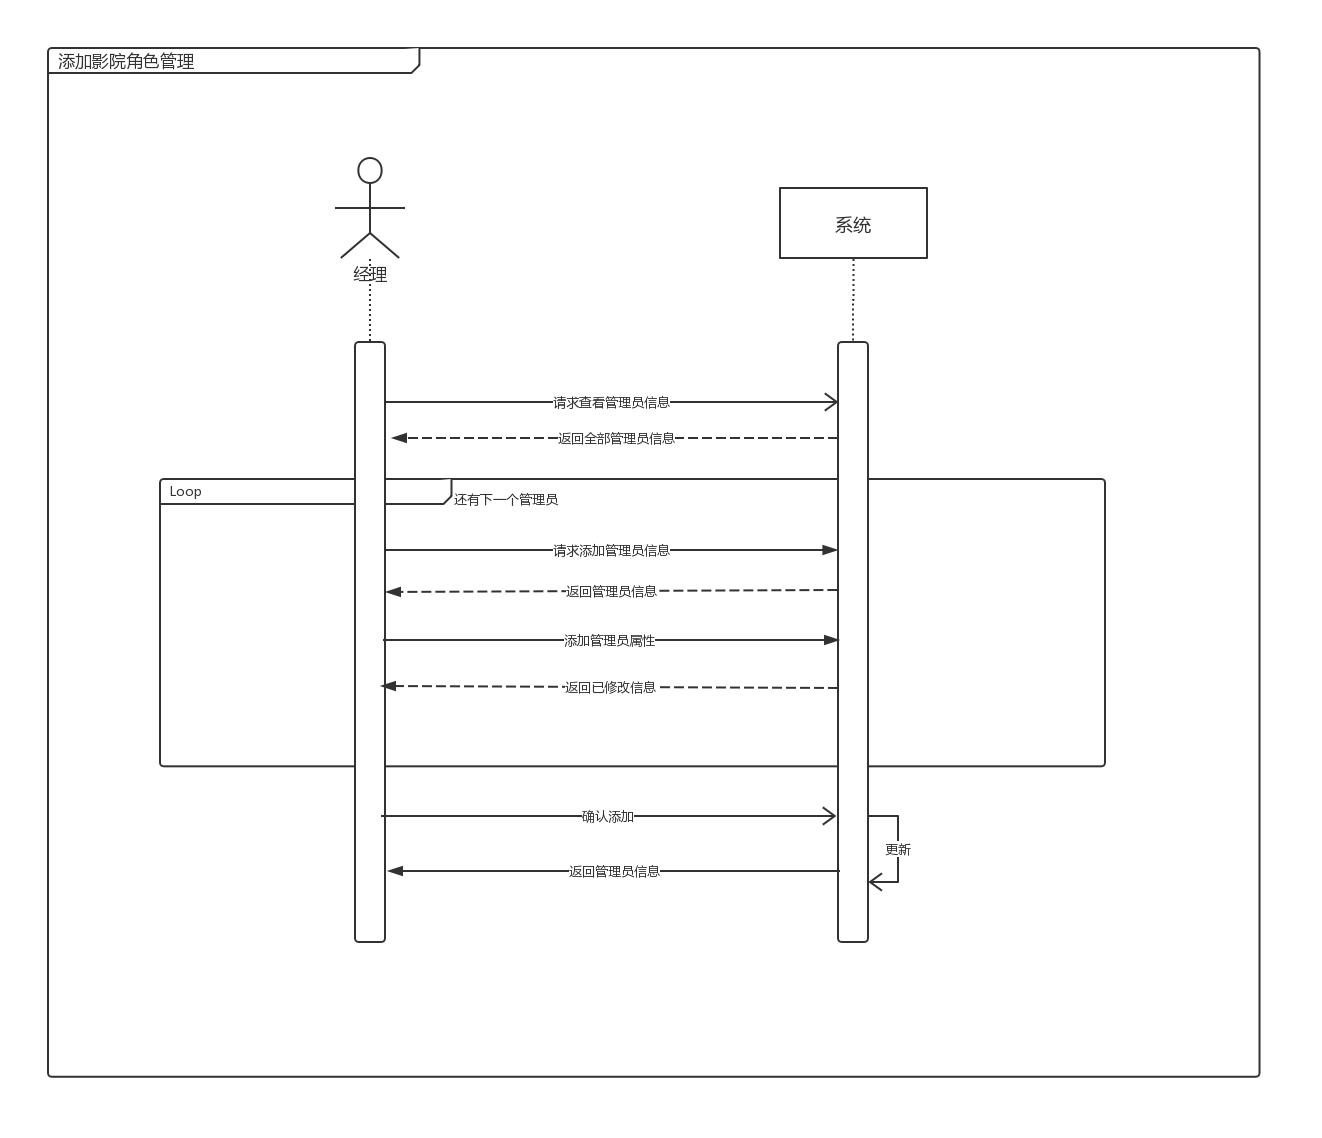 添加影院角色管理
系统
经理
请求查看管理员信息
返回全部管理员信息
Loop
还有下一个管理员
请求添加管理员信息
返回管理员信息
添加管理员属性
返回已修改信息
确认添加
更新
返回管理员信息